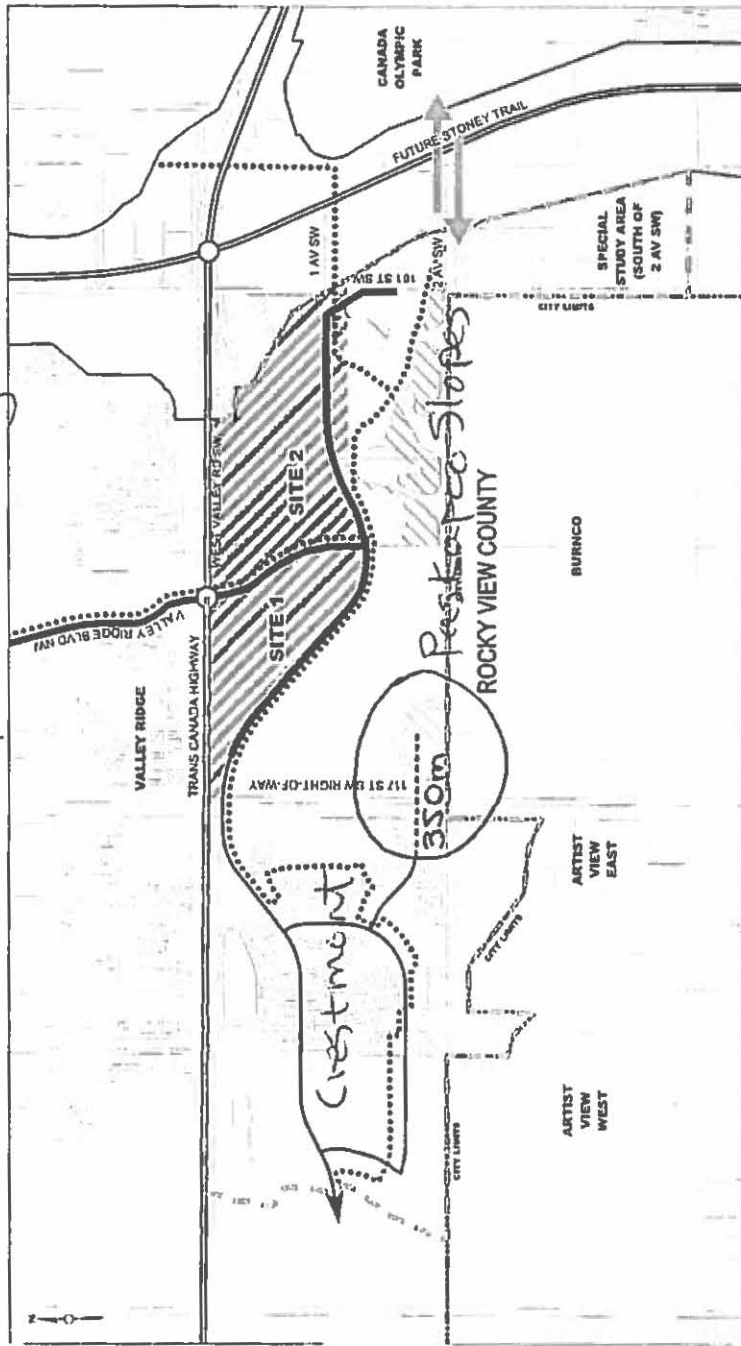 CANADA
OLYMPIC
PARK
FUTURE STONEY TRAIL
1 AV SW
101 ST SW
2 AV SW
SPECIAL
STUDY AREA
(SOUTH OF
2 AV SW)
CITY LIMITS
WEST VALLEY RD SW
SITE 2
SITE 1
VALLEY RIDGE BLVD NW
VALLEY RIDGE
TRANS CANADA HIGHWAY
117 ST SW RIGHT-OF-WAY
350m
Slopes
ROCKY VIEW COUNTY
BURNCO
Crestmont
ARTIST
VIEW
EAST
CITY LIMITS
ARTIST
VIEW
WEST
CITY LIMITS
N